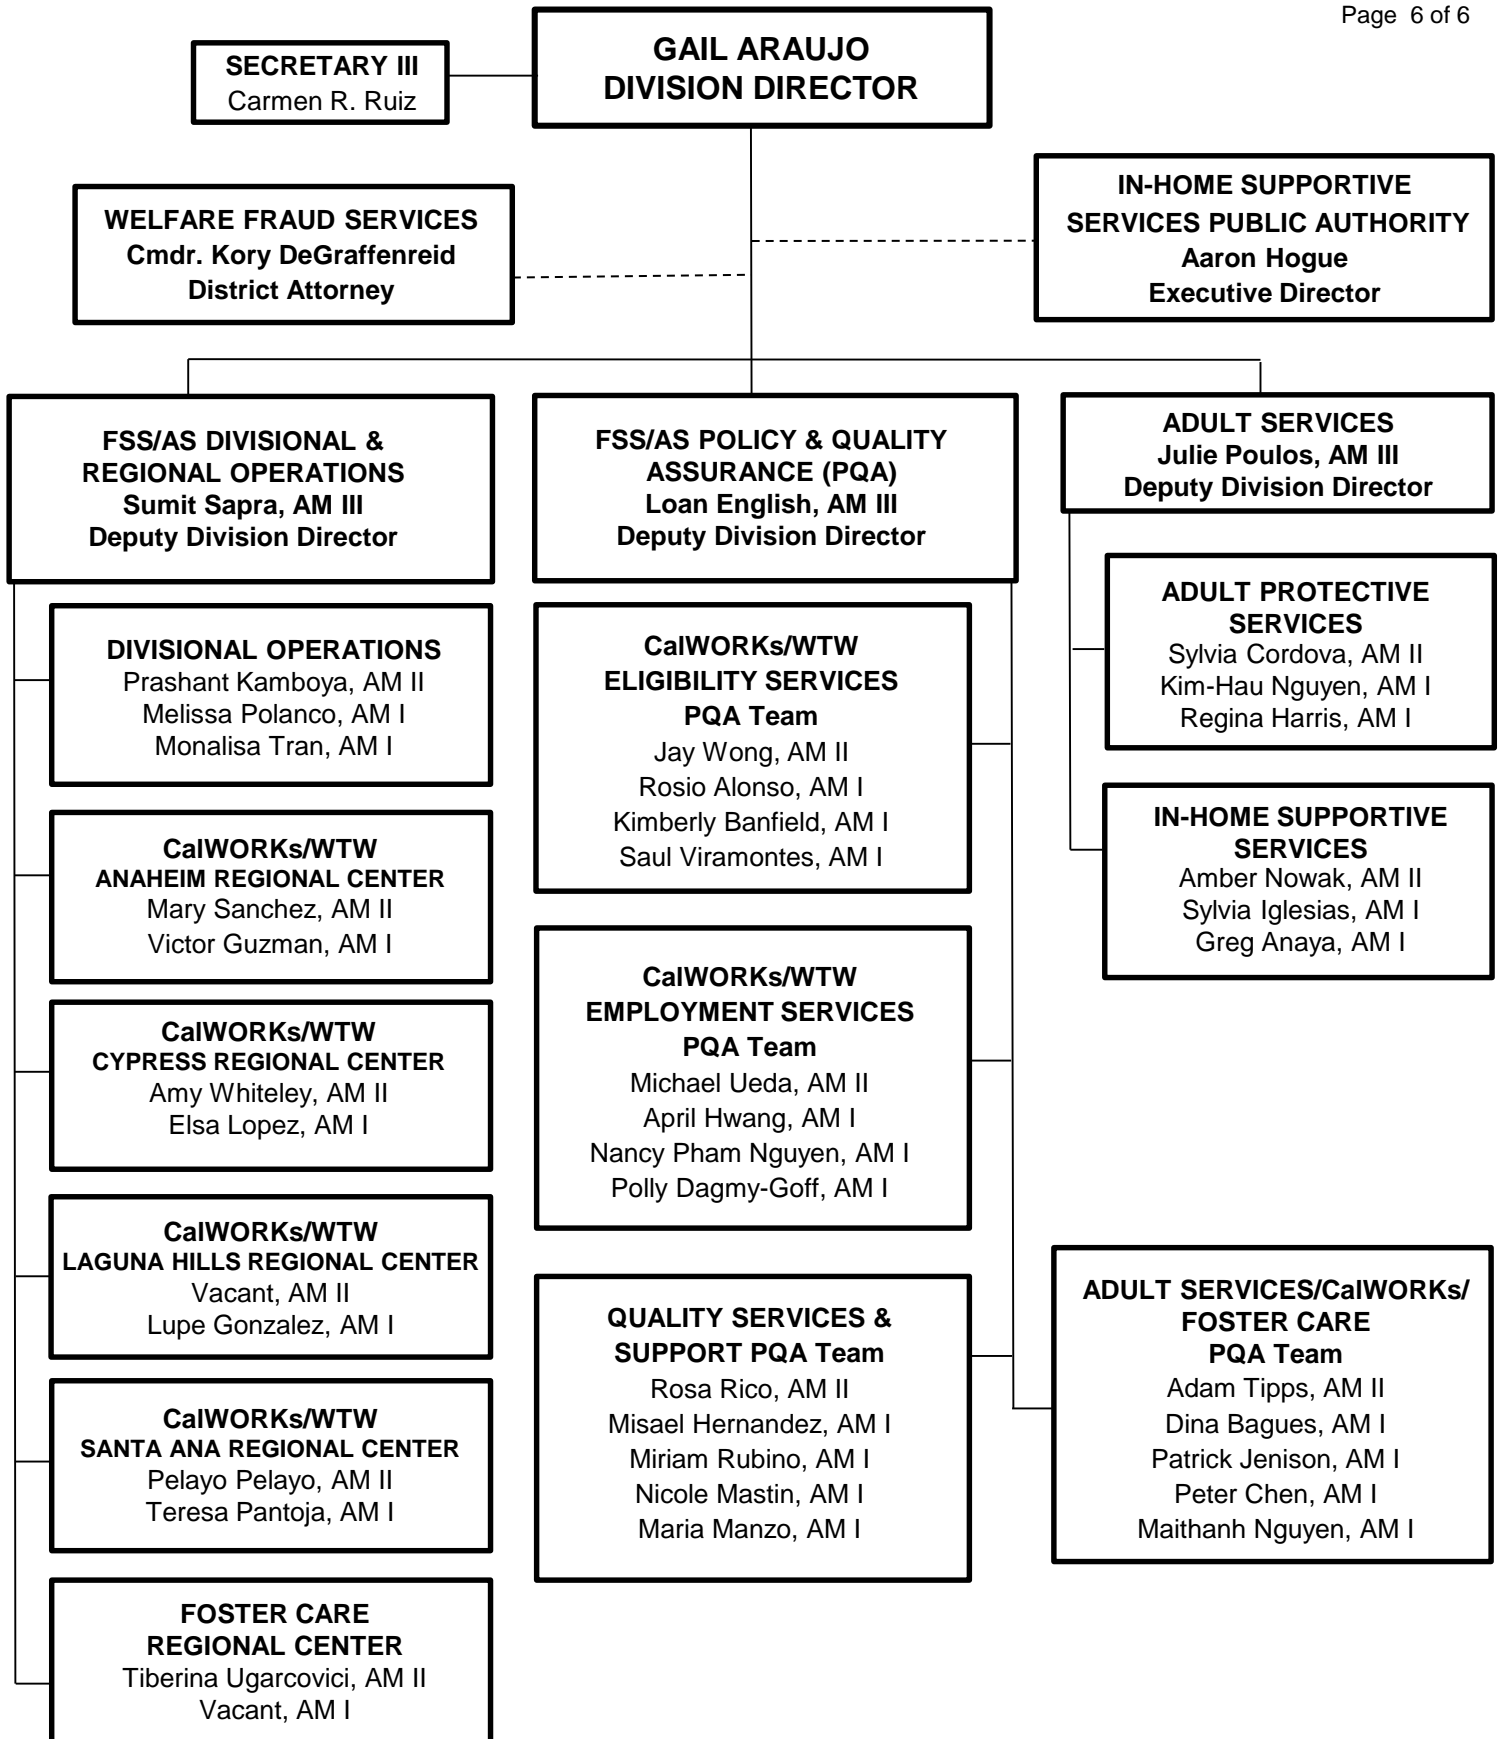 Page 6 of 6
GAIL ARAUJO
DIVISION DIRECTOR
SECRETARY III
Carmen R. Ruiz
WELFARE FRAUD SERVICES
Cmdr. Kory DeGraffenreid
District Attorney
IN-HOME SUPPORTIVE
SERVICES PUBLIC AUTHORITY
Aaron Hogue
Executive Director
FSS/AS DIVISIONAL &
REGIONAL OPERATIONS
Sumit Sapra, AM III
Deputy Division Director
DIVISIONAL OPERATIONS
Prashant Kamboya, AM II
Melissa Polanco, AM I
Monalisa Tran, AM I
CalWORKs/WTW
ANAHEIM REGIONAL CENTER
Mary Sanchez, AM II
Victor Guzman, AM I
CalWORKs/WTW
CYPRESS REGIONAL CENTER
Amy Whiteley, AM II
Elsa Lopez, AM I
CalWORKs/WTW
LAGUNA HILLS REGIONAL CENTER
Vacant, AM II
Lupe Gonzalez, AM I
CalWORKs/WTW
SANTA ANA REGIONAL CENTER
Pelayo Pelayo, AM II
Teresa Pantoja, AM I
FOSTER CARE
REGIONAL CENTER
Tiberina Ugarcovici, AM II
Vacant, AM I
FSS/AS POLICY & QUALITY
ASSURANCE (PQA)
Loan English, AM III
Deputy Division Director
CalWORKs/WTW
ELIGIBILITY SERVICES
PQA Team
Jay Wong, AM II
Rosio Alonso, AM I
Kimberly Banfield, AM I
Saul Viramontes, AM I
CalWORKs/WTW
EMPLOYMENT SERVICES
PQA Team
Michael Ueda, AM II
April Hwang, AM I
Nancy Pham Nguyen, AM I
Polly Dagmy-Goff, AM I
QUALITY SERVICES &
SUPPORT PQA Team
Rosa Rico, AM II
Misael Hernandez, AM I
Miriam Rubino, AM I
Nicole Mastin, AM I
Maria Manzo, AM I
ADULT SERVICES/CalWORKs/
FOSTER CARE
PQA Team
Adam Tipps, AM II
Dina Bagues, AM I
Patrick Jenison, AM I
Peter Chen, AM I
Maithanh Nguyen, AM I
ADULT SERVICES
Julie Poulos, AM III
Deputy Division Director
ADULT PROTECTIVE
SERVICES
Sylvia Cordova, AM II
Kim-Hau Nguyen, AM I
Regina Harris, AM I
IN-HOME SUPPORTIVE
SERVICES
Amber Nowak, AM II
Sylvia Iglesias, AM I
Greg Anaya, AM I